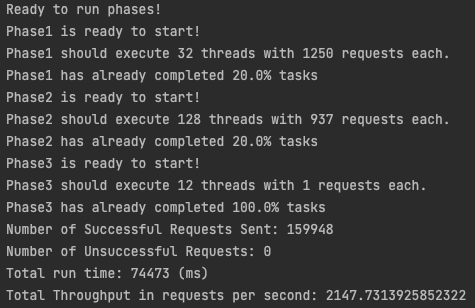 Ready to run phases!
Phase1 is ready to start!
Phase1 should execute 32 threads with 1250 requests each.
Phase1 has already completed 20.0% tasks
Phase2 is ready to start!
Phase2 should execute 128 threads with 937 requests each.
Phase2 has already completed 20.0% tasks
Phase3 is ready to start!
Phase3 should execute 12 threads with 1 requests each.
Phase3 has already completed 100.0% tasks
Number of Successful Requests Sent: 159948
Number of Unsuccessful Requests: 0
Total run time: 74473 (ms)
Total Throughput in requests per second: 2147.7313925852322